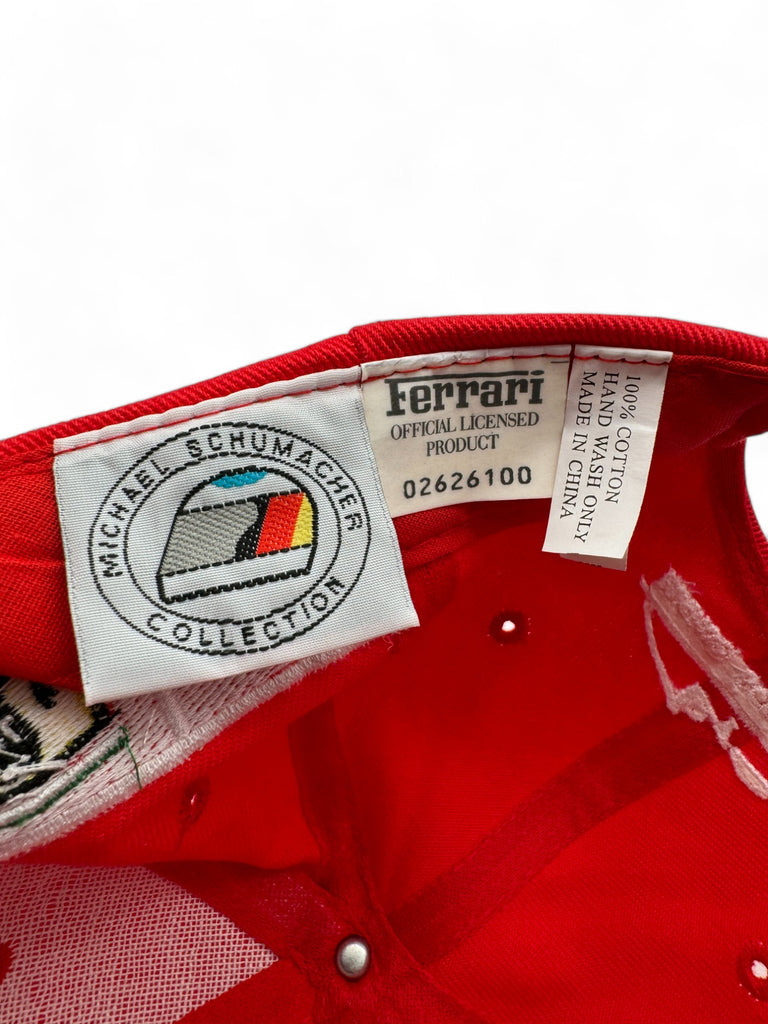 MICHAEL SCHUMACHER
COLLECTION
Ferrari
OFFICIAL LICENSED
PRODUCT
02626100
100% COTTON
HAND WASH ONLY
MADE IN CHINA